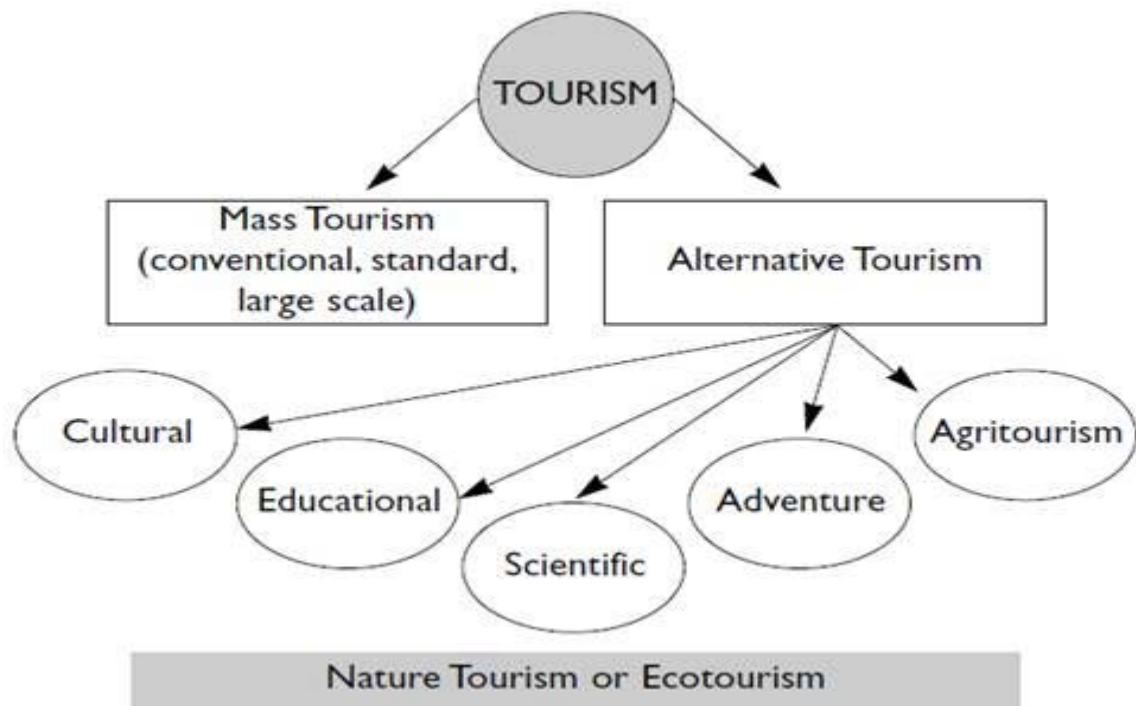 TOURISM
Mass Tourism
(conventional, standard,
large scale)
Alternative Tourism
Cultural
Educational
Scientific
Adventure
Agritourism
Nature Tourism or Ecotourism